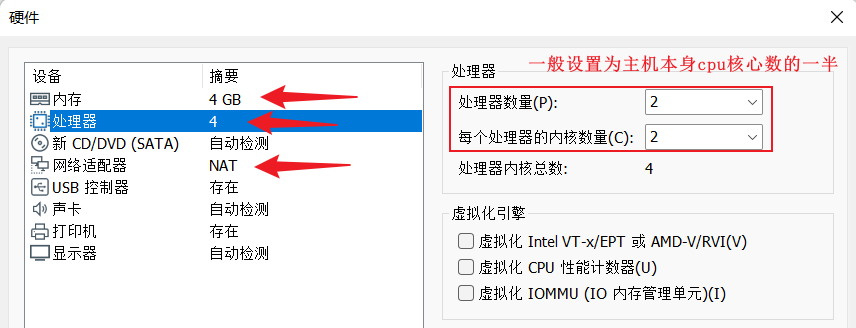 硬件
设备 摘要
内存 4 GB
处理器 4
新 CD/DVD (SATA) 自动检测
网络适配器 NAT
USB 控制器 存在
声卡 自动检测
打印机 存在
显示器 自动检测
一般设置为主机本身cpu核心数的一半
处理器
处理器数量(P): 2
每个处理器的内核数量(C): 2
处理器内核总数: 4
虚拟化引擎
虚拟化 Intel VT-x/EPT 或 AMD-V/RVI(V)
虚拟化 CPU 性能计数器(U)
虚拟化 IOMMU (IO 内存管理单元)(I)